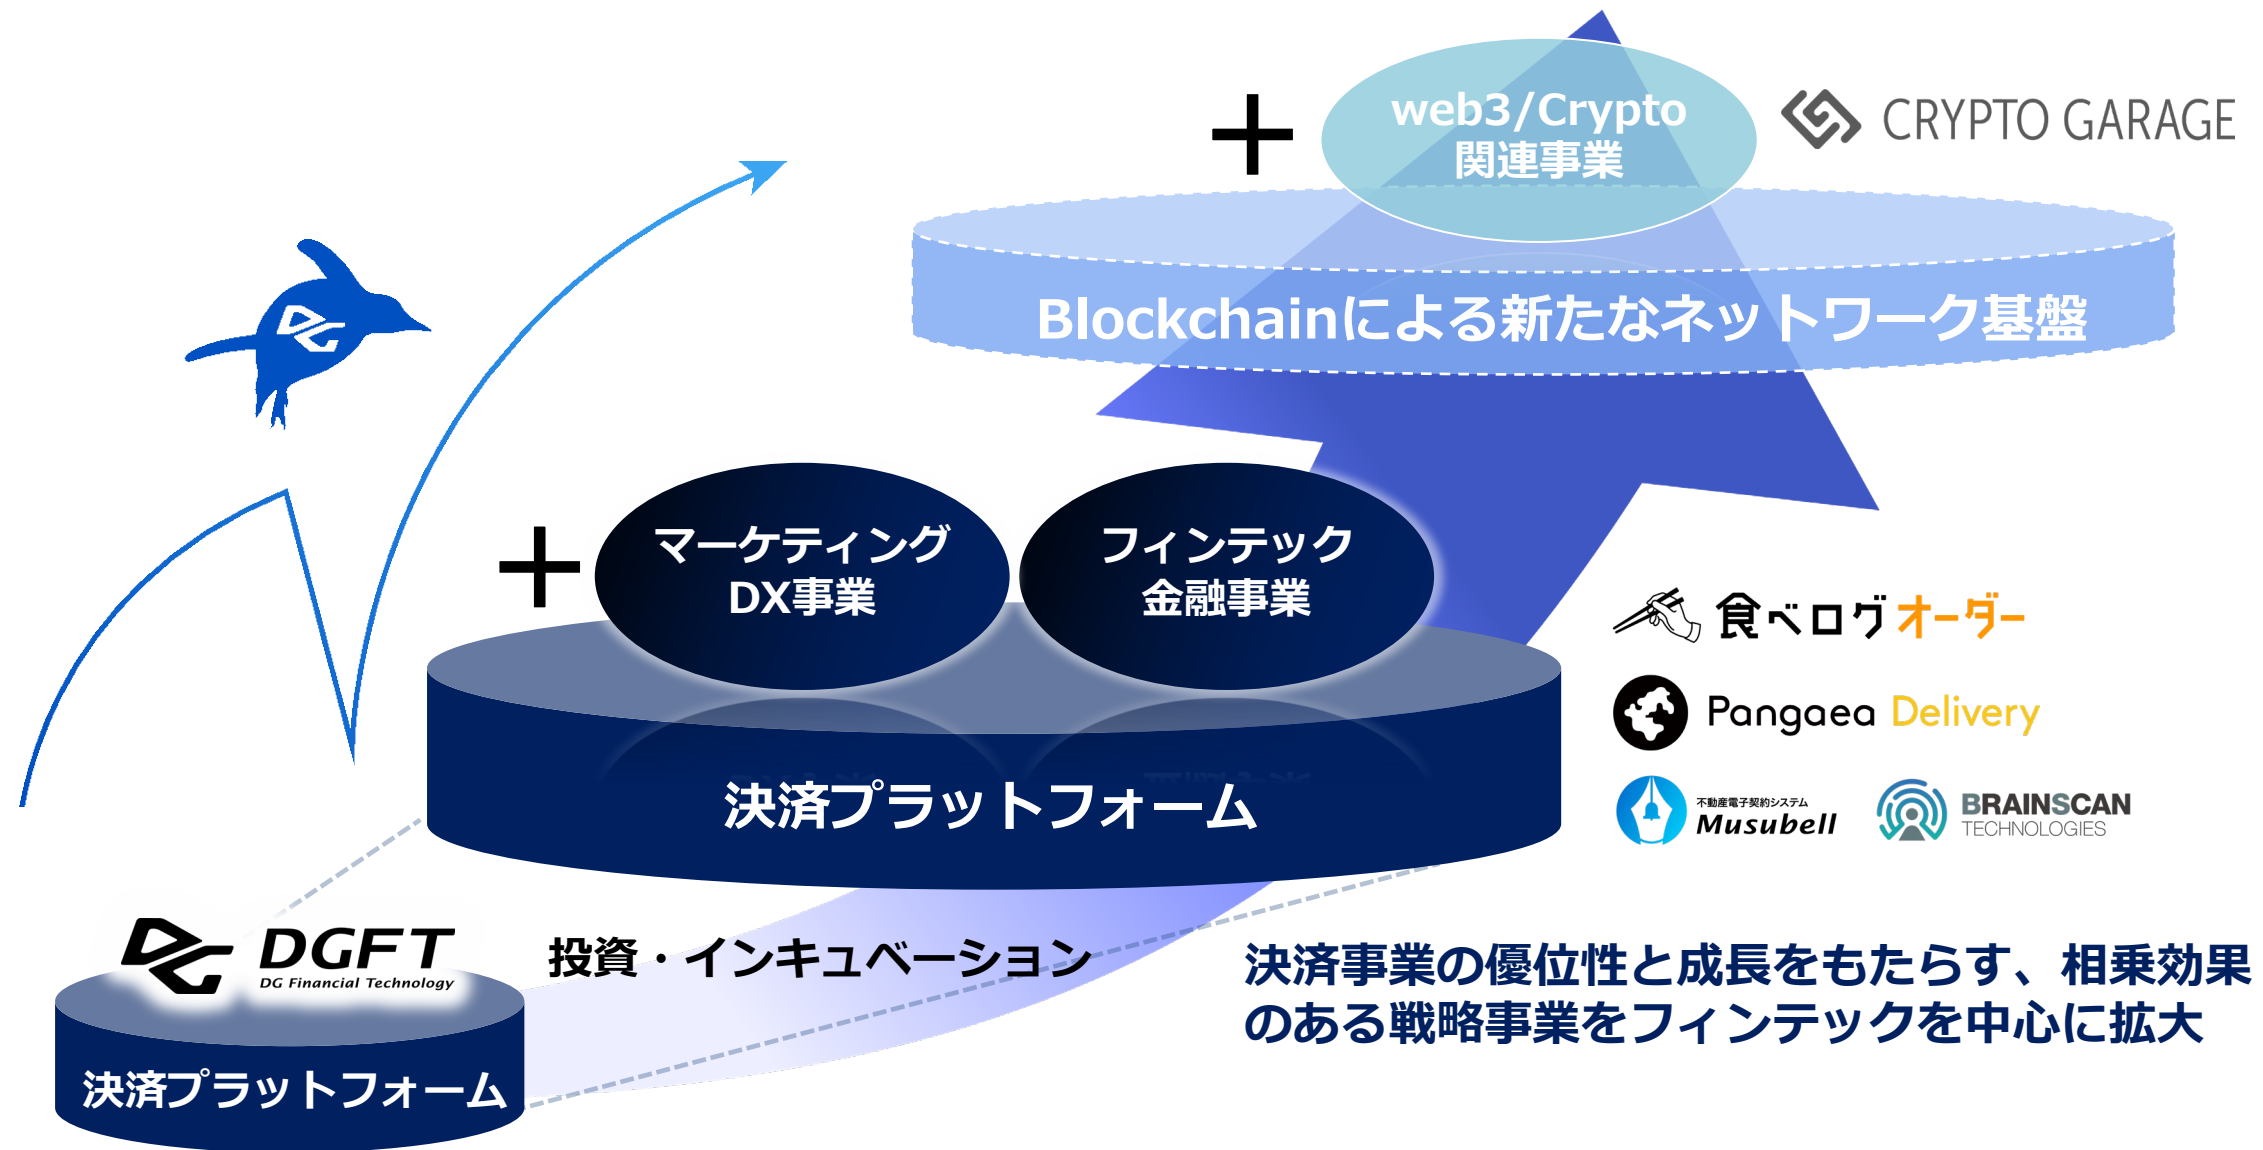 web3/Crypto
関連事業
CRYPTO GARAGE
Blockchainによる新たなネットワーク基盤
マーケティング
DX事業
フィンテック
金融事業
決済プラットフォーム
食べログオーダー
Pangaea Delivery
不動産電子契約システム
Musubell
BRAINSCAN
TECHNOLOGIES
DGFT
DG Financial Technology
決済プラットフォーム
投資・インキュベーション
決済事業の優位性と成長をもたらす、相乗効果
のある戦略事業をフィンテックを中心に拡大